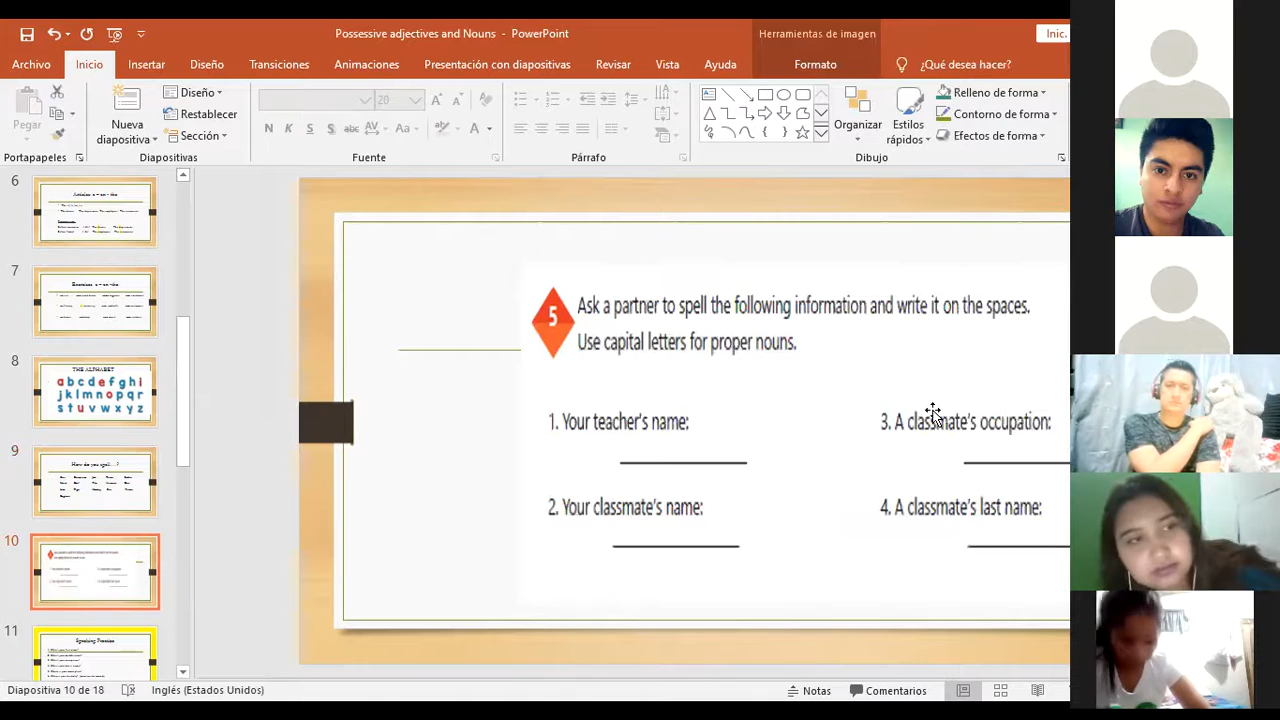 Possessive adjectives and Nouns - PowerPoint
Herramientas de imagen
Inic.
Archivo Inicio Insertar Diseño Transiciones Animaciones Presentación con diapositivas Revisar Vista Ayuda Formato ¿Qué desea hacer?
Pegar
Nueva diapositiva
Diseño
Restablecer
Sección
20
N K S S abc AV Aa A
Organizar
Estilos rápidos
Relleno de forma
Contorno de forma
Efectos de forma
Portapapeles Diapositivas Fuente Párrafo Dibujo
6
7
8
THE ALPHABET
a b c d e f g h i
j k l m n o p q r
s t u v w x y z
9
How do you spell...?
10
11
Speaking Practice
5
Ask a partner to spell the following information and write it on the spaces.
Use capital letters for proper nouns.
1. Your teacher's name:
3. A classmate's occupation:
2. Your classmate's name:
4. A classmate's last name:
Diapositiva 10 de 18 Inglés (Estados Unidos) Notas Comentarios